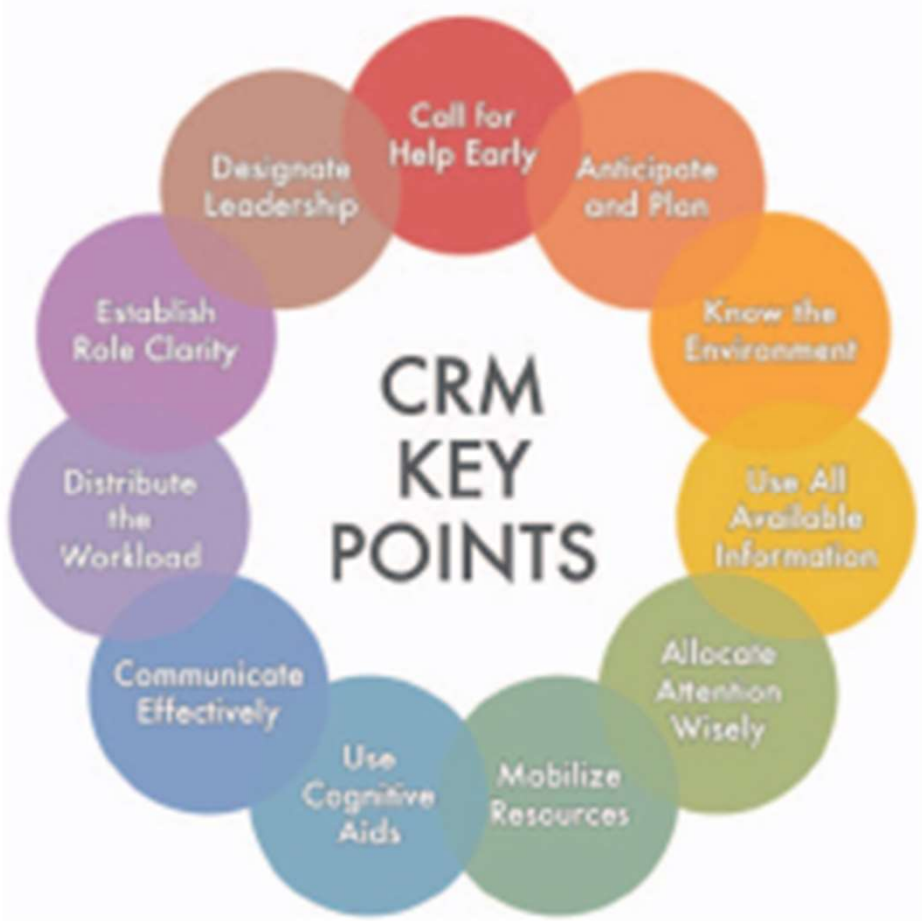 Call for
Help Early
Anticipate
and Plan
Know the
Environment
Use All
Available
Information
Allocate
Attention
Wisely
Mobilize
Resources
Use
Cognitive
Aids
Communicate
Effectively
Distribute
the
Workload
Establish
Role Clarity
Designate
Leadership
CRM
KEY
POINTS